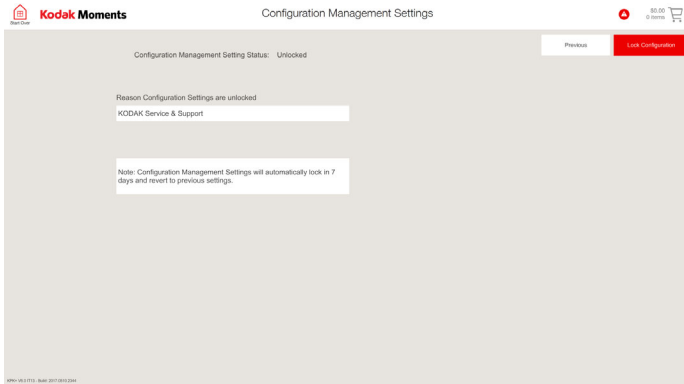 Kodak Moments
Configuration Management Settings
$0.00
0 items
Start Over
Previous
Lock Configuration
Configuration Management Setting Status: Unlocked
Reason Configuration Settings are unlocked
KODAK Service & Support
Note: Configuration Management Settings will automatically lock in 7
days and revert to previous settings.